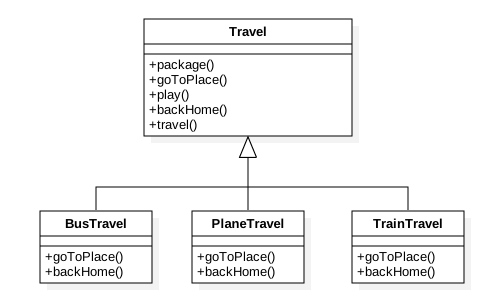 Travel
+package()
+goToPlace()
+play()
+backHome()
+travel()
BusTravel
+goToPlace()
+backHome()
PlaneTravel
+goToPlace()
+backHome()
TrainTravel
+goToPlace()
+backHome()